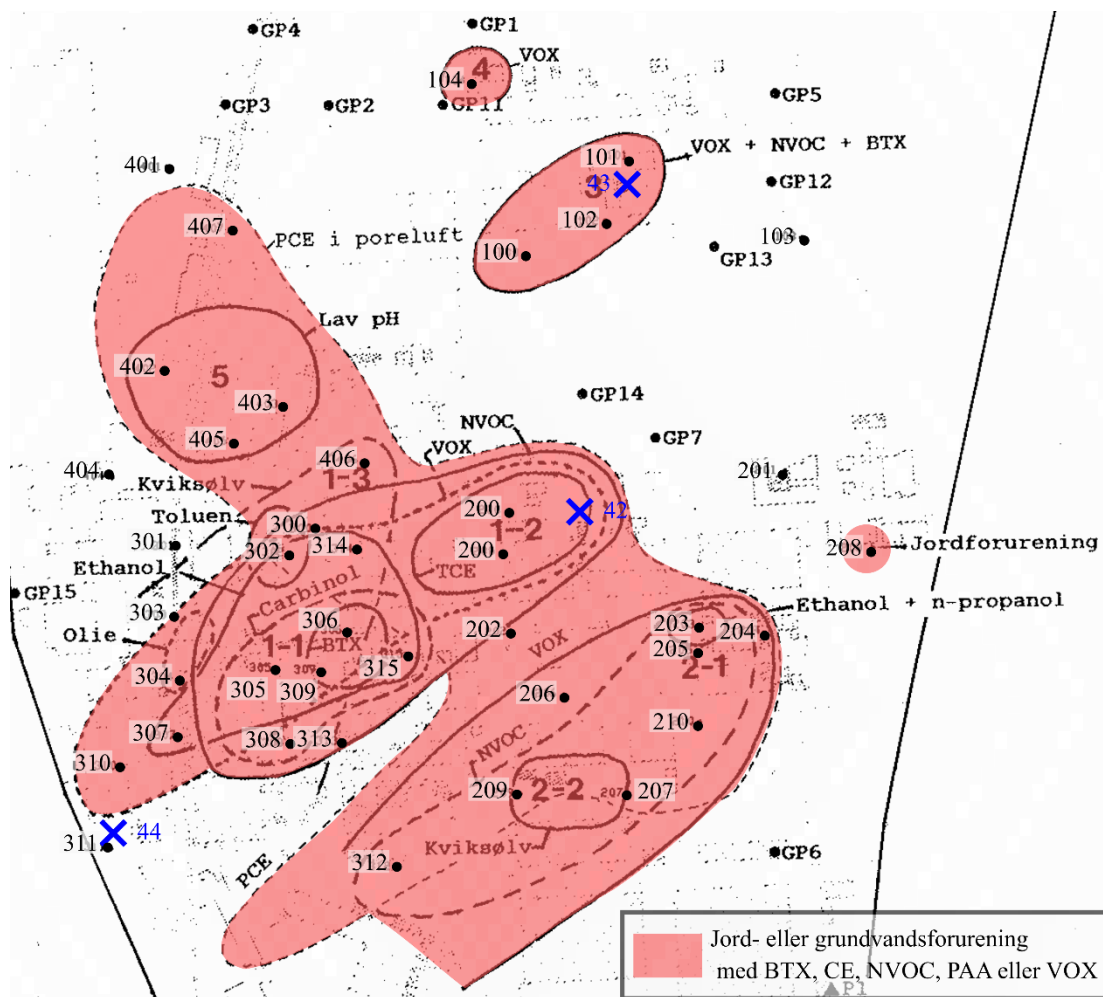 GP4
GP1
VOX
4
104
GP3
GP2
GP11
GP5
VOX + NVOC + BTX
401
101
3
43
GP12
102
407
PCE i poreluft
100
103
GP13
Lav pH
402
5
403
GP14
405
NVOC
GP7
VOX
404
406
1-3
Kviksølv
201
Toluen
200
42
300
1-2
301
302
314
200
208
Jordforurening
Ethanol
TCE
GP15
Carbinol
Ethanol + n-propanol
303
306
203
204
Olie
202
VOX
1-1
BTX
205
315
2-1
304
305
309
206
210
307
308
313
NVOC
310
209
2-2
207
207
44
311
Kviksølv
GP6
PCE
312
Jord- eller grundvandsforurening
med BTX, CE, NVOC, PAA eller VOX
P1